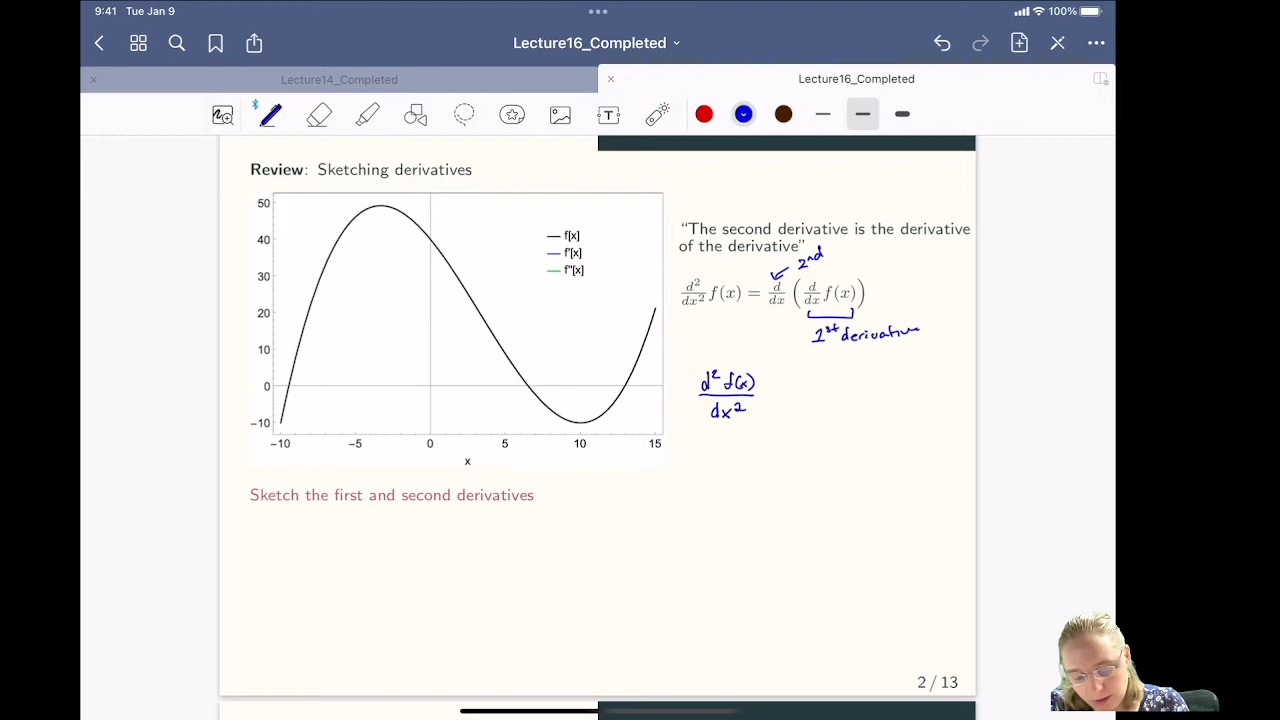 9:41 Tue Jan 9
100%
Lecture16_Completed
Lecture14_Completed
Lecture16_Completed
T
Review: Sketching derivatives
50
40
30
20
10
0
−10
−10 −5 0 5 10 15
x
f[x]
f'[x]
f''[x]
“The second derivative is the derivative
of the derivative”
2nd
d²/dx² f(x) = d/dx (d/dx f(x))
1st derivative
d² f(x)
dx²
Sketch the first and second derivatives
2 / 13